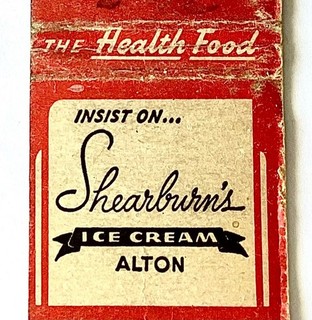 THE Health Food
INSIST ON...
Shearburn's
ICE CREAM
ALTON